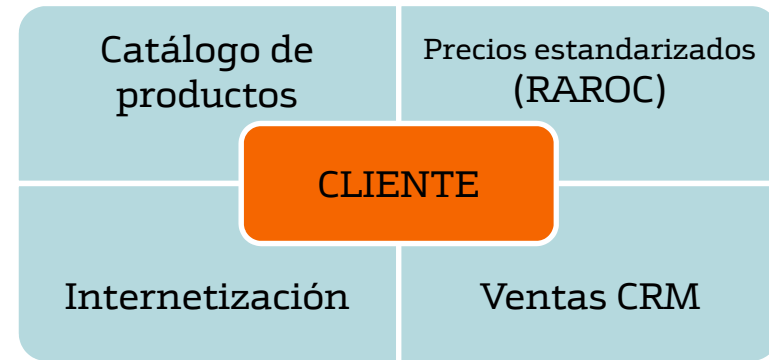 Catálogo de
productos
Precios estandarizados
(RAROC)
CLIENTE
Internetización
Ventas CRM